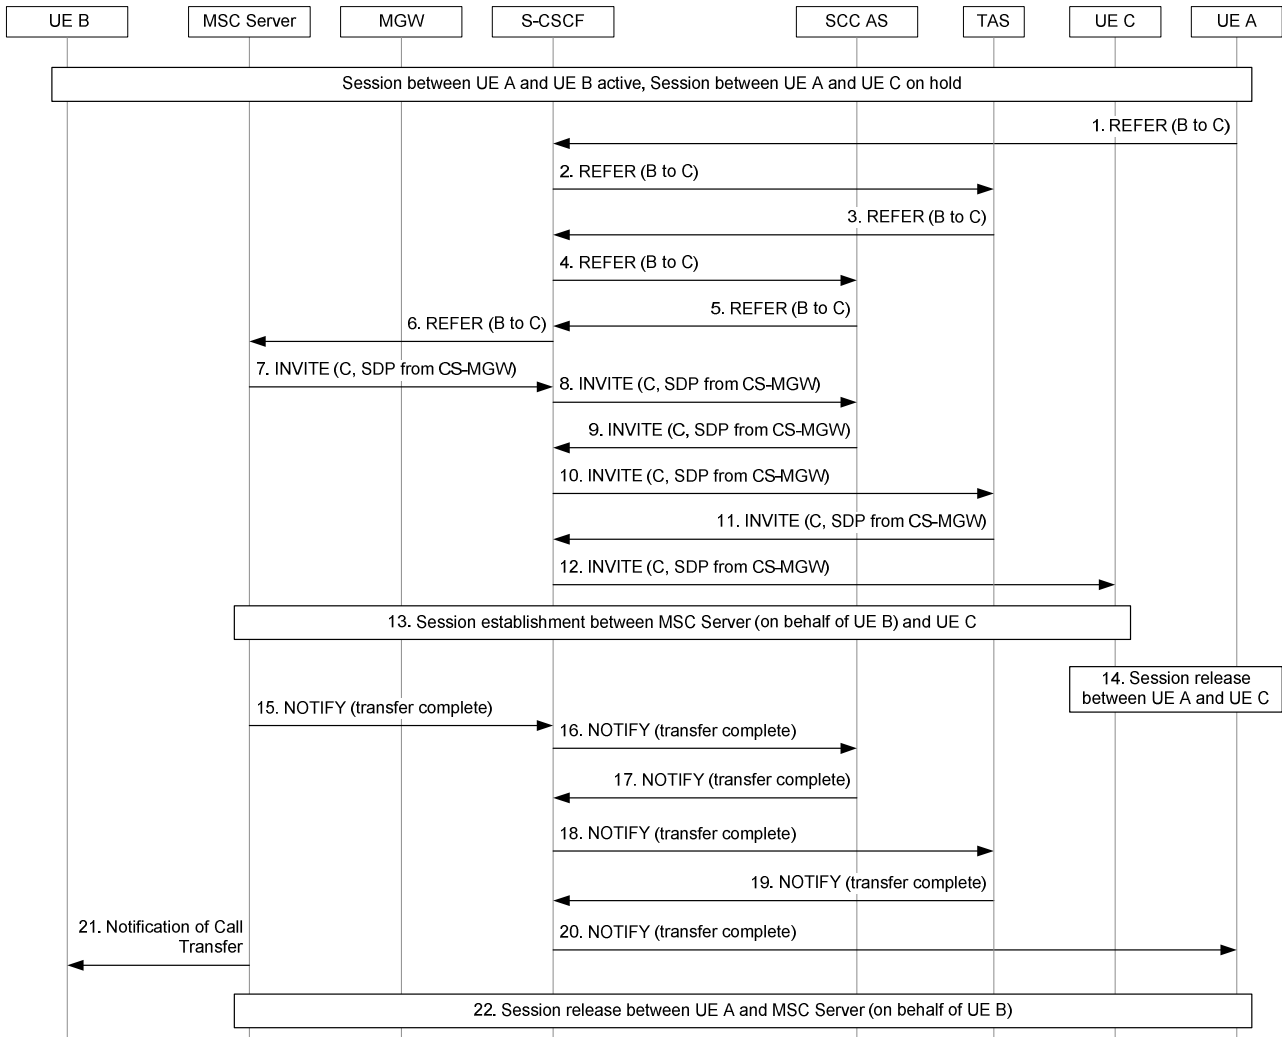 UE B
MSC Server
MGW
S-CSCF
SCC AS
TAS
UE C
UE A
Session between UE A and UE B active, Session between UE A and UE C on hold
1. REFER (B to C)
2. REFER (B to C)
3. REFER (B to C)
4. REFER (B to C)
5. REFER (B to C)
6. REFER (B to C)
7. INVITE (C, SDP from CS-MGW)
8. INVITE (C, SDP from CS-MGW)
9. INVITE (C, SDP from CS-MGW)
10. INVITE (C, SDP from CS-MGW)
11. INVITE (C, SDP from CS-MGW)
12. INVITE (C, SDP from CS-MGW)
13. Session establishment between MSC Server (on behalf of UE B) and UE C
14. Session release
between UE A and UE C
15. NOTIFY (transfer complete)
16. NOTIFY (transfer complete)
17. NOTIFY (transfer complete)
18. NOTIFY (transfer complete)
19. NOTIFY (transfer complete)
20. NOTIFY (transfer complete)
21. Notification of Call
Transfer
22. Session release between UE A and MSC Server (on behalf of UE B)